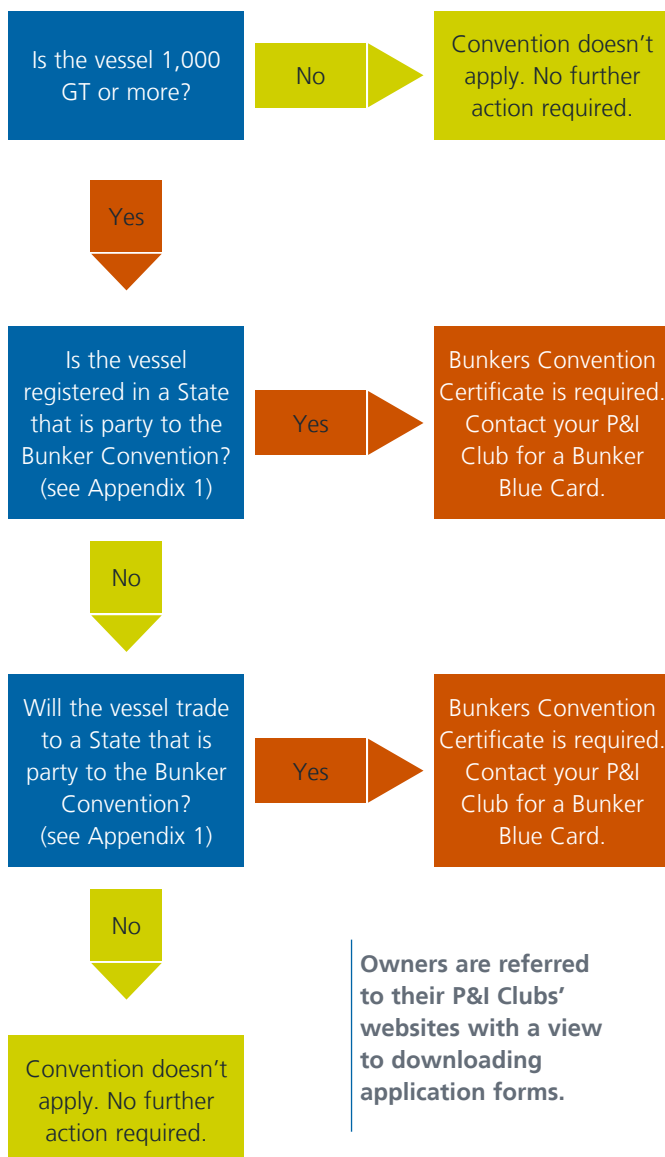 Is the vessel 1,000
GT or more?
No
Convention doesn’t
apply. No further
action required.
Yes
Is the vessel
registered in a State
that is party to the
Bunker Convention?
(see Appendix 1)
Yes
Bunkers Convention
Certificate is required.
Contact your P&I
Club for a Bunker
Blue Card.
No
Will the vessel trade
to a State that is
party to the Bunker
Convention?
(see Appendix 1)
Yes
Bunkers Convention
Certificate is required.
Contact your P&I
Club for a Bunker
Blue Card.
No
Owners are referred
to their P&I Clubs’
websites with a view
to downloading
application forms.
Convention doesn’t
apply. No further
action required.